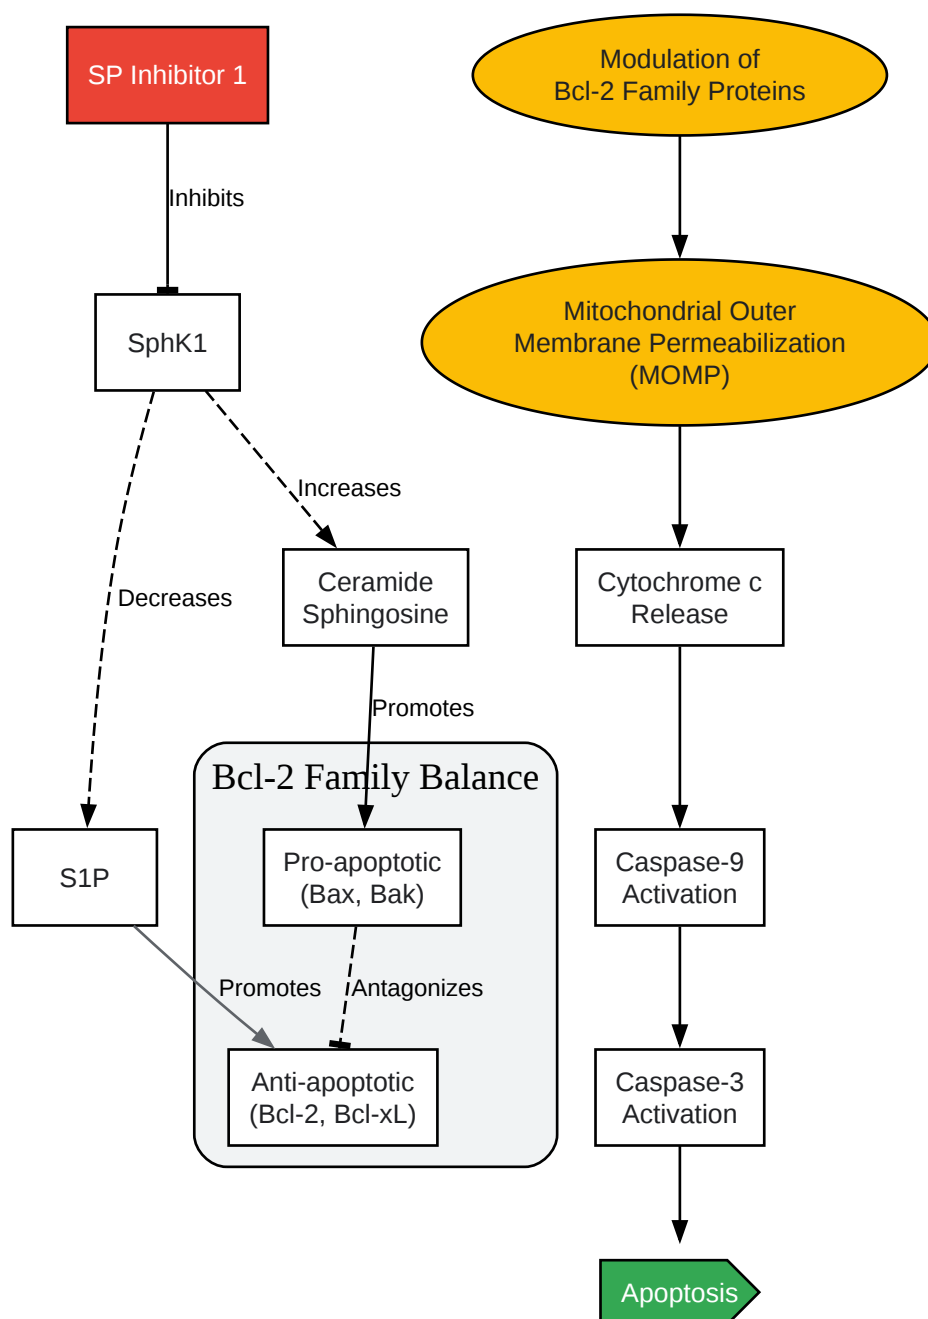 SP Inhibitor 1
Inhibits
SphK1
Increases
Decreases
Ceramide
Sphingosine
Promotes
Bcl-2 Family Balance
S1P
Pro-apoptotic
(Bax, Bak)
Promotes
Antagonizes
Anti-apoptotic
(Bcl-2, Bcl-xL)
Modulation of
Bcl-2 Family Proteins
Mitochondrial Outer
Membrane Permeabilization
(MOMP)
Cytochrome c
Release
Caspase-9
Activation
Caspase-3
Activation
Apoptosis